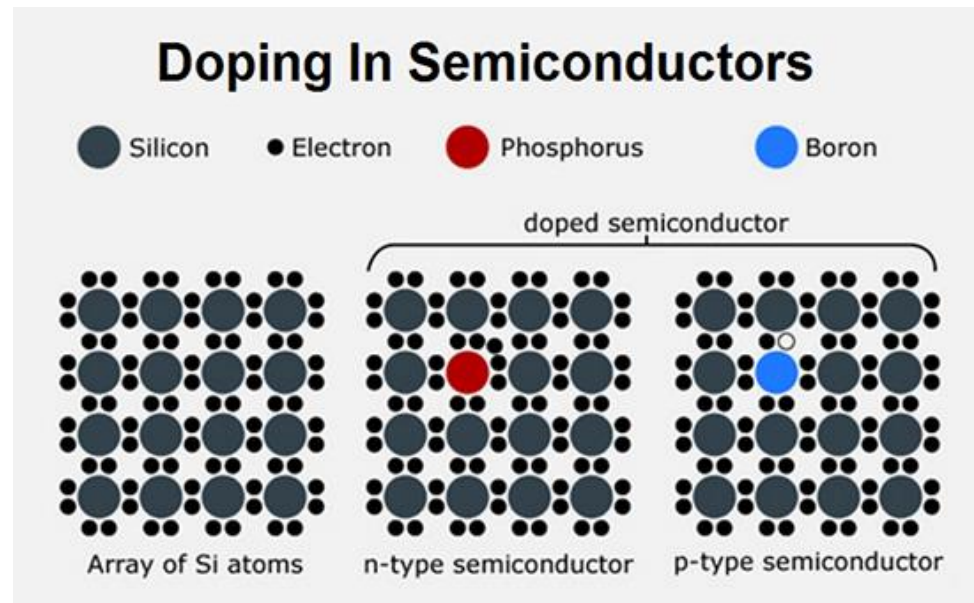 Doping In Semiconductors
Silicon
Electron
Phosphorus
Boron
doped semiconductor
Array of Si atoms
n-type semiconductor
p-type semiconductor